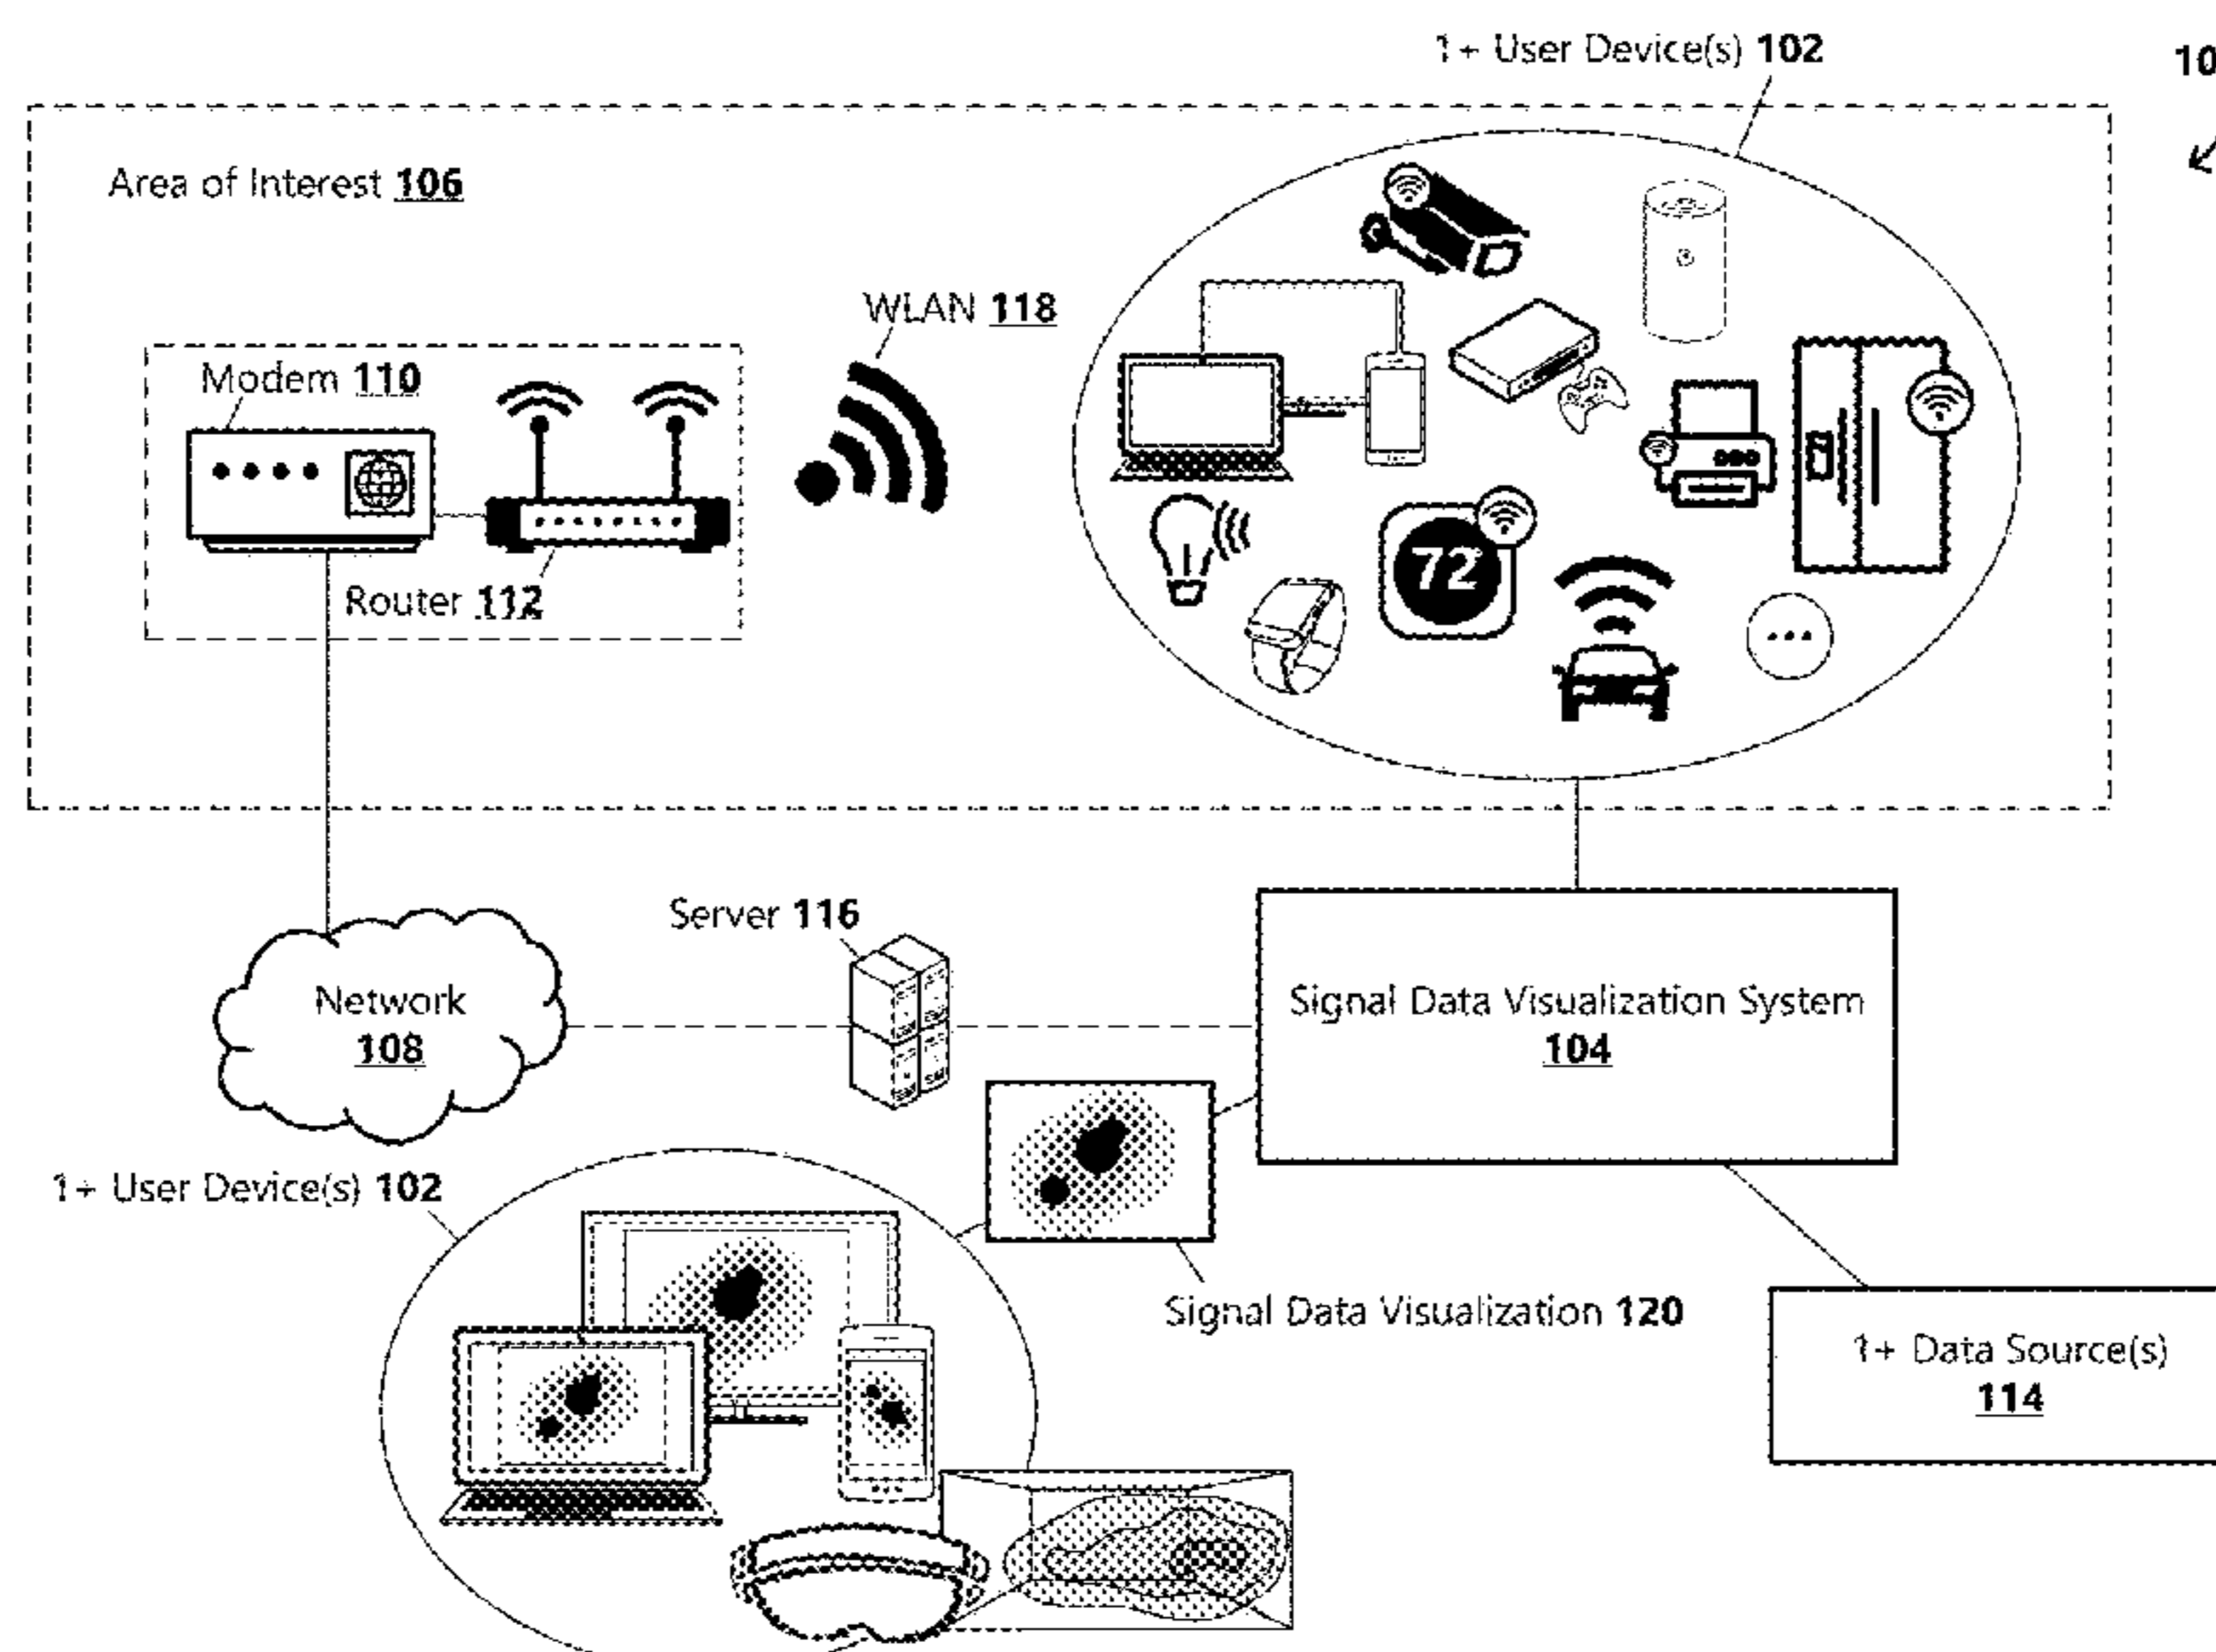 1+ User Device(s) 102
10
Area of Interest 106
WLAN 118
Modem 110
72
Router 112
Server 116
Network
108
Signal Data Visualization System
104
1+ User Device(s) 102
Signal Data Visualization 120
1+ Data Source(s)
114